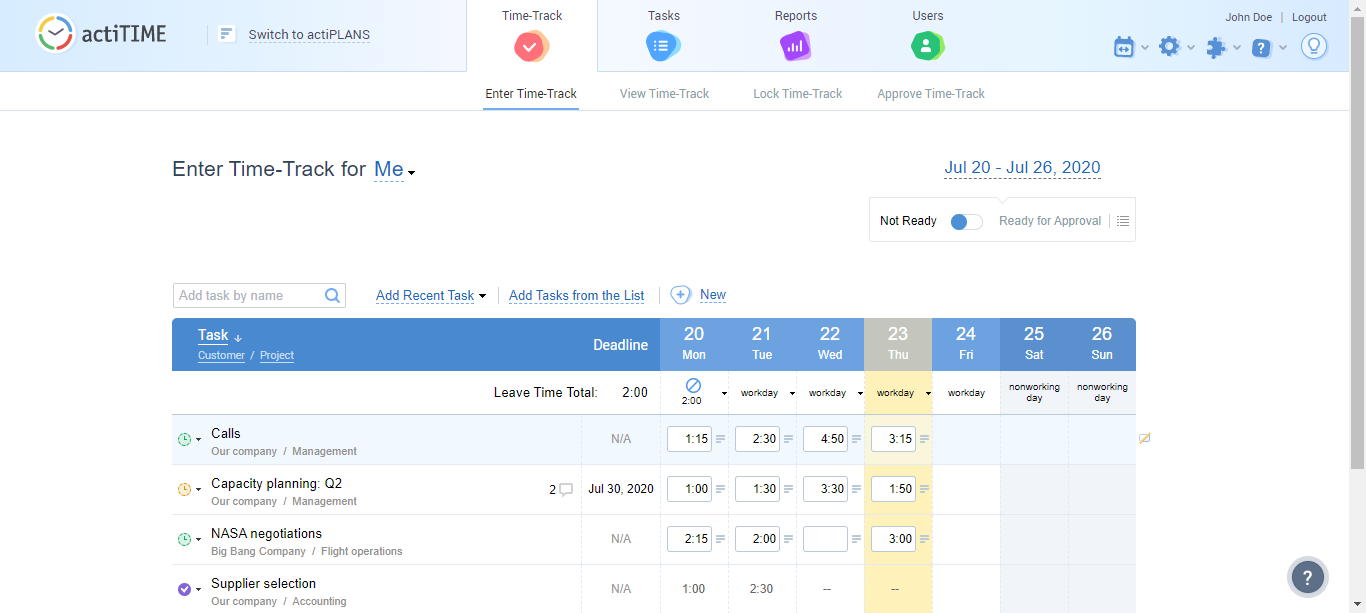 actiTIME
Switch to actiPLANS
Time-Track
Tasks
Reports
Users
John Doe | Logout
Enter Time-Track
View Time-Track
Lock Time-Track
Approve Time-Track
Enter Time-Track for Me
Jul 20 - Jul 26, 2020
Not Ready
Ready for Approval
Add task by name
Add Recent Task
Add Tasks from the List
New
Task ↓
Customer / Project
Deadline
20 21 22 23 24 25 26
Mon Tue Wed Thu Fri Sat Sun
Leave Time Total: 2:00
2:00
workday
workday
workday
workday
nonworking
day
nonworking
day
Calls
Our company / Management
N/A 1:15 2:30 4:50 3:15
Capacity planning: Q2
Our company / Management
2 Jul 30, 2020 1:00 1:30 3:30 1:50
NASA negotiations
Big Bang Company / Flight operations
N/A 2:15 2:00 3:00
Supplier selection
Our company / Accounting
N/A 1:00 2:30 -- --
?